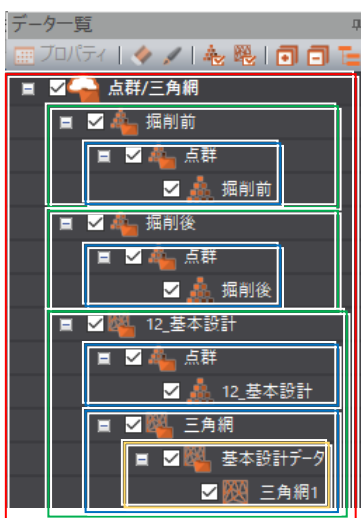 データ一覧
プロパティ
点群/三角網
掘削前
点群
掘削前
掘削後
点群
掘削後
12_基本設計
点群
12_基本設計
三角網
基本設計データ
三角網1